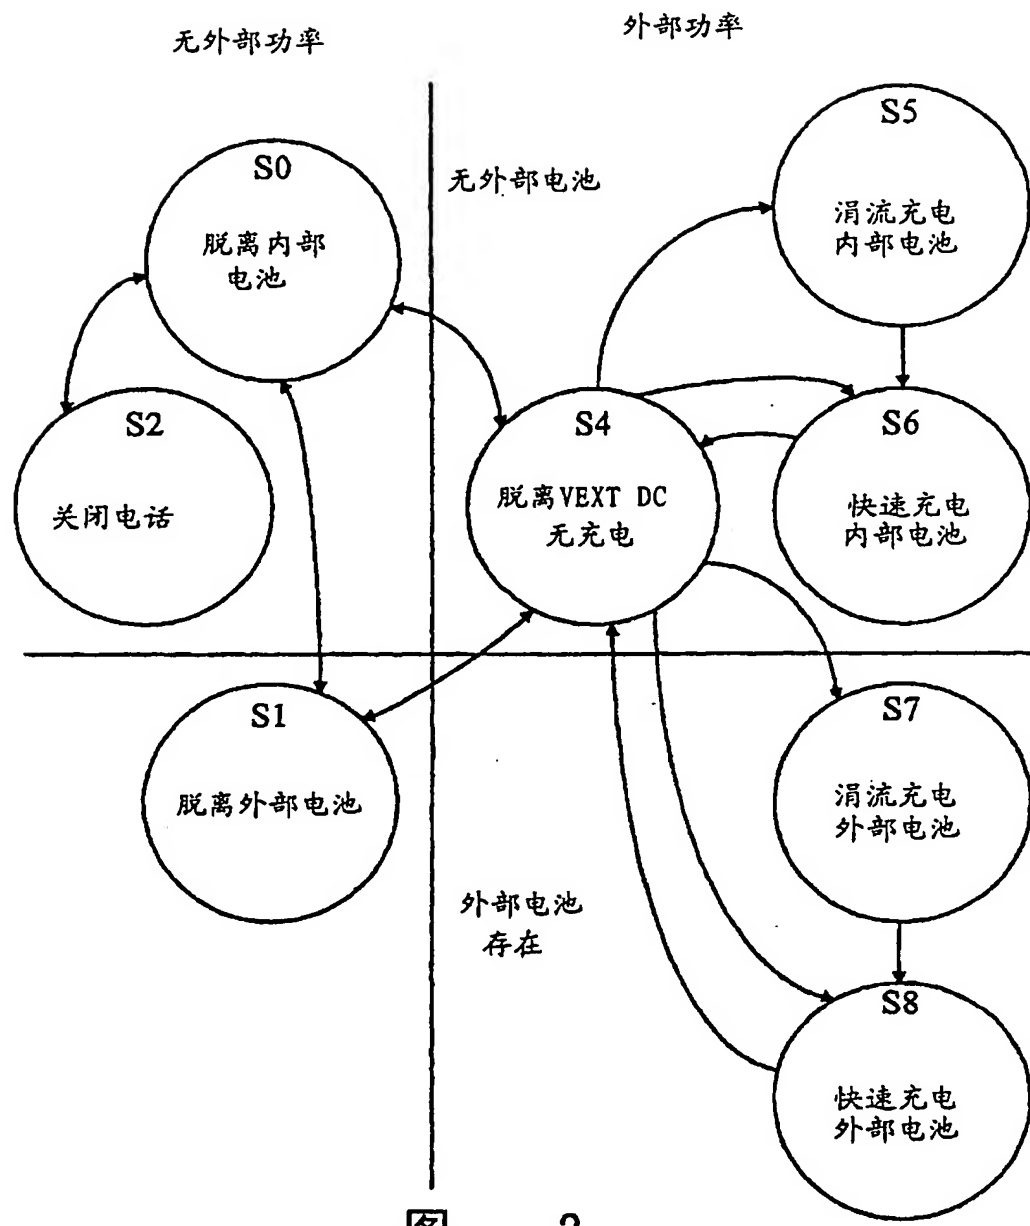 无外部功率
外部功率
S5
涓流充电
内部电池
S0
脱离内部
电池
无外部电池
S2
关闭电话
S4
脱离VEXT DC
无充电
S6
快速充电
内部电池
S1
脱离外部电池
S7
涓流充电
外部电池
外部电池
存在
S8
快速充电
外部电池
图 2